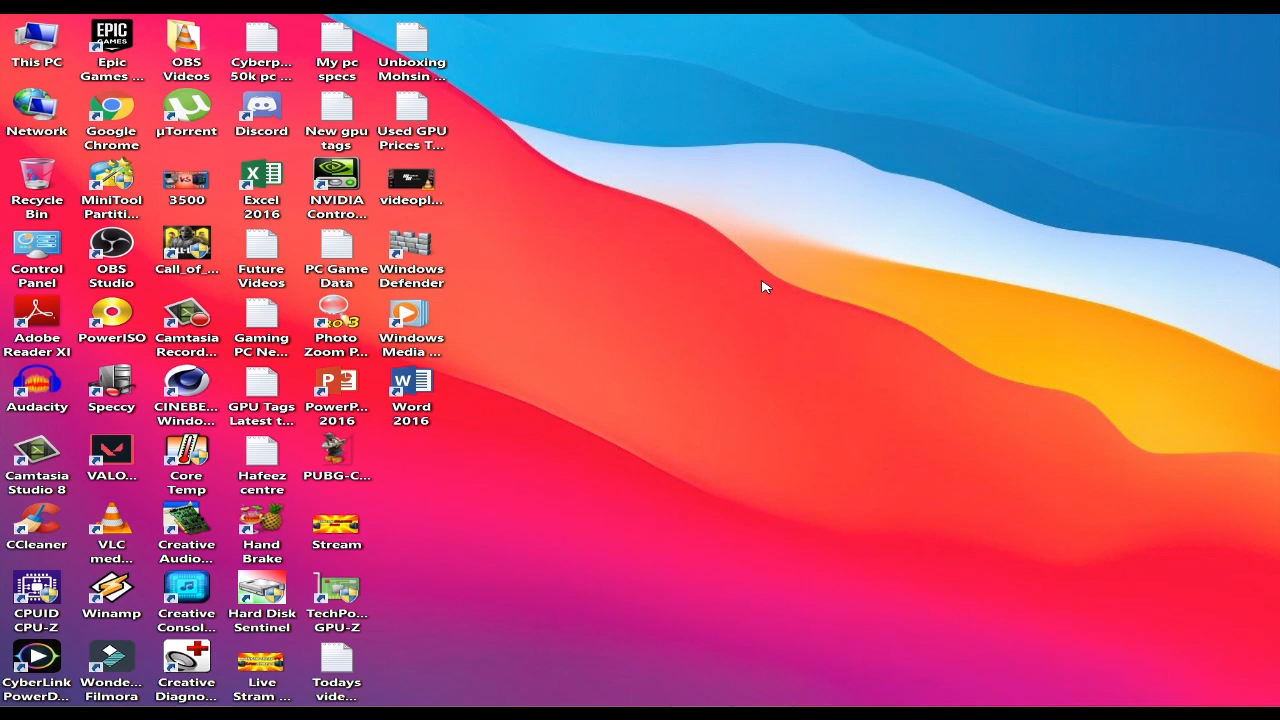 This PC
EPIC
GAMES
Epic
Games ...
OBS
Videos
Cyberp...
50k pc ...
My pc
specs
Unboxing
Mohsin ...
Network
Google
Chrome
µTorrent
Discord
New gpu
tags
Used GPU
Prices T...
Recycle
Bin
MiniTool
Partiti...
VS
3500
Excel
2016
NVIDIA
Contro...
videopl...
Control
Panel
OBS
Studio
Call_of_...
Future
Videos
PC Game
Data
Windows
Defender
Adobe
Reader XI
PowerISO
Camtasia
Record...
Gaming
PC Ne...
Photo
Zoom P...
Windows
Media ...
Audacity
Speccy
CINEBE...
Windo...
GPU Tags
Latest t...
PowerP...
2016
Word
2016
Camtasia
Studio 8
VALO...
Core
Temp
Hafeez
centre
PUBG-C...
CCleaner
VLC
med...
Creative
Audio...
Hand
Brake
Stream
CPUID
CPU-Z
Winamp
Creative
Consol...
Hard Disk
Sentinel
TechPo...
GPU-Z
CyberLink
PowerD...
Wonde...
Filmora
Creative
Diagno...
Live
Stram ...
Todays
vide...